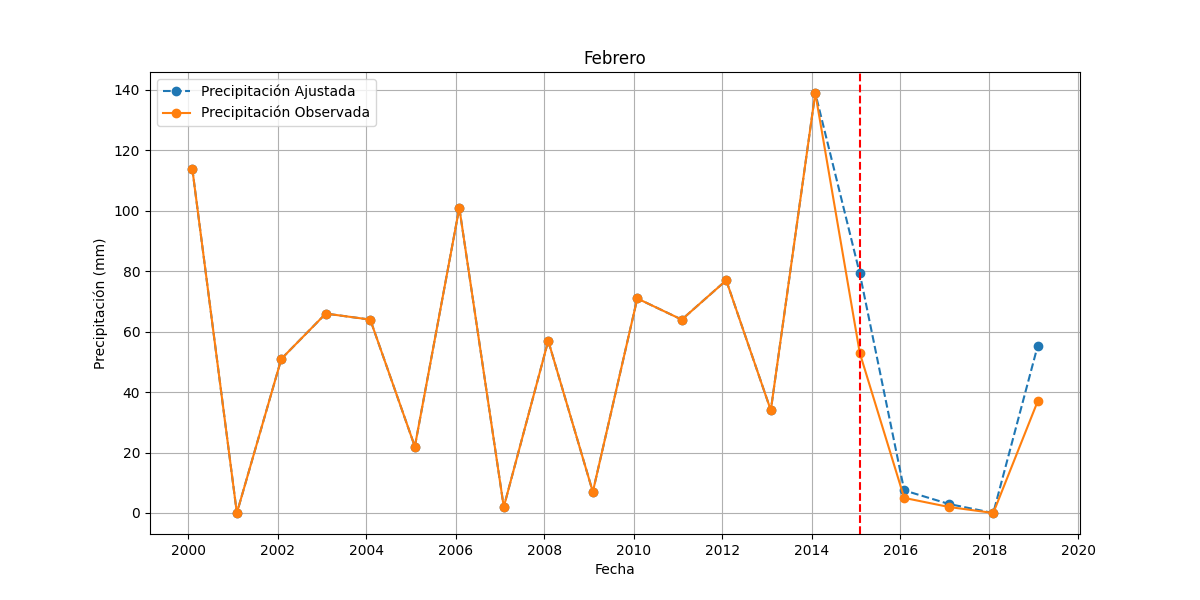 Febrero
Precipitación Ajustada
Precipitación Observada
Precipitación (mm)
140
120
100
80
60
40
20
0
2000 2002 2004 2006 2008 2010 2012 2014 2016 2018 2020
Fecha